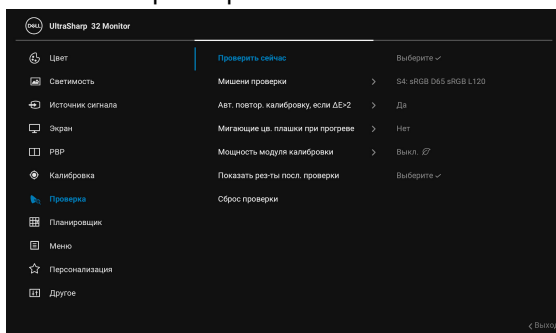 DELL UltraSharp 32 Monitor
Цвет Проверить сейчас Выберите ✓
Светимость Мишени проверки > S4: sRGB D65 sRGB L120
Источник сигнала Авт. повтор. калибровку, если ΔE>2 > Да
Экран Мигающие цв. плашки при прогреве > Нет
PBP Мощность модуля калибровки > Выкл.
Калибровка Показать рез-ты посл. проверки Выберите ✓
Проверка Сброс проверки
Планировщик
Меню
Персонализация
Другое
< Выход